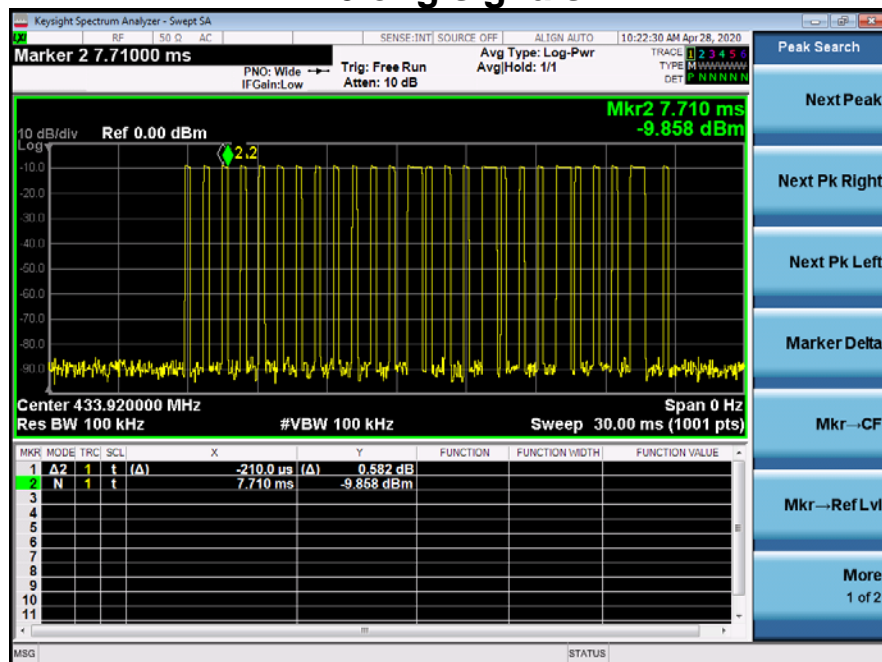 Keysight Spectrum Analyzer - Swept SA
LXI RF 50 Ω AC SENSE:INT SOURCE OFF ALIGN AUTO 10:22:30 AM Apr 28, 2020
Marker 2 7.71000 ms
PNO: Wide
IFGain:Low
Trig: Free Run
Atten: 10 dB
Avg Type: Log-Pwr
Avg|Hold: 1/1
TRACE 1 2 3 4 5 6
TYPE M WWWWW
DET P N N N N N
Mkr2 7.710 ms
-9.858 dBm
10 dB/div Ref 0.00 dBm
Log
-10.0
-20.0
-30.0
-40.0
-50.0
-60.0
-70.0
-80.0
-90.0
Center 433.920000 MHz Span 0 Hz
Res BW 100 kHz #VBW 100 kHz Sweep 30.00 ms (1001 pts)
MKR MODE TRC SCL X Y FUNCTION FUNCTION WIDTH FUNCTION VALUE
1 Δ2 1 t (Δ) -210.0 µs (Δ) 0.582 dB
2 N 1 t 7.710 ms -9.858 dBm
3
4
5
6
7
8
9
10
11
MSG STATUS
Peak Search
Next Peak
Next Pk Right
Next Pk Left
Marker Delta
Mkr→CF
Mkr→Ref Lvl
More
1 of 2